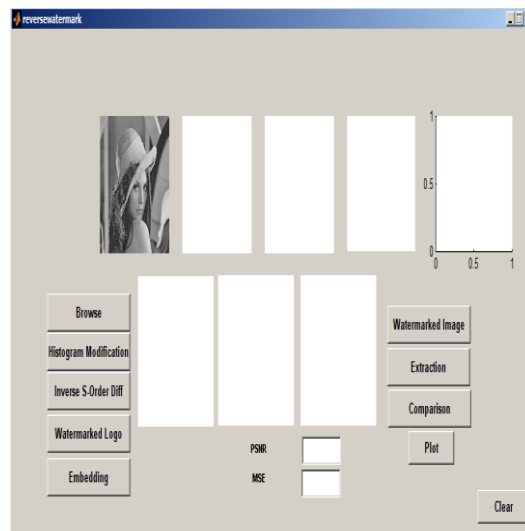 reversewatermark
1
0.5
0
0 0.5 1
Browse
Histogram Modification
Inverse S-Order Diff
Watermarked Logo
Embedding
Watermarked Image
Extraction
Comparison
Plot
PSNR
MSE
Clear